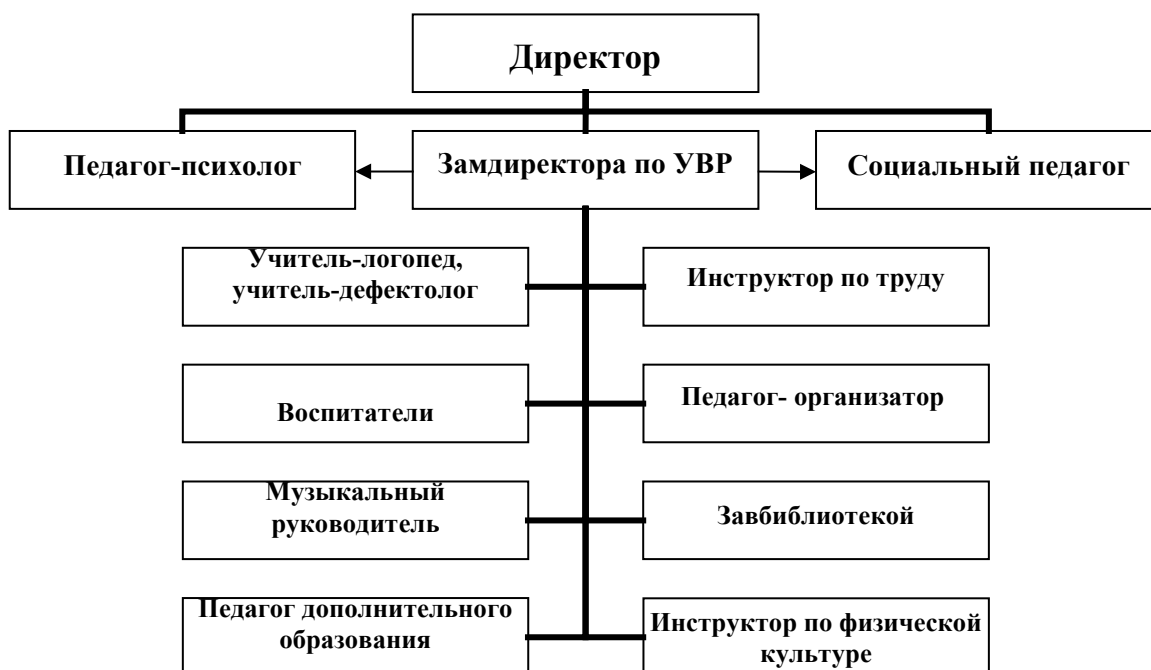 Директор
Педагог-психолог
Замдиректора по УВР
Социальный педагог
Учитель-логопед,
учитель-дефектолог
Инструктор по труду
Воспитатели
Педагог- организатор
Музыкальный
руководитель
Завбиблиотекой
Педагог дополнительного
образования
Инструктор по физической
культуре